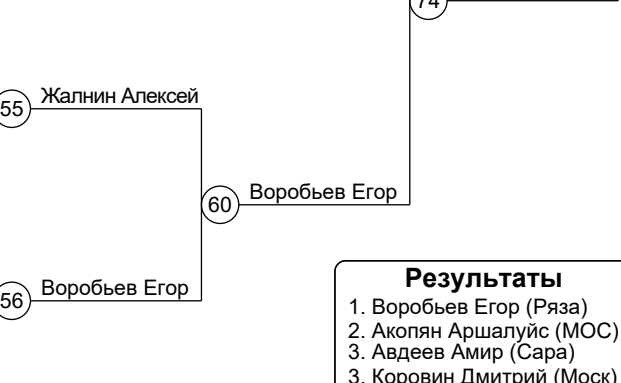 74
55
Жалнин Алексей
60
Воробьев Егор
56
Воробьев Егор
Результаты
1. Воробьев Егор (Ряза)
2. Акопян Аршалуйс (МОС)
3. Авдеев Амир (Сара)
3. Коровин Дмитрий (Моск)